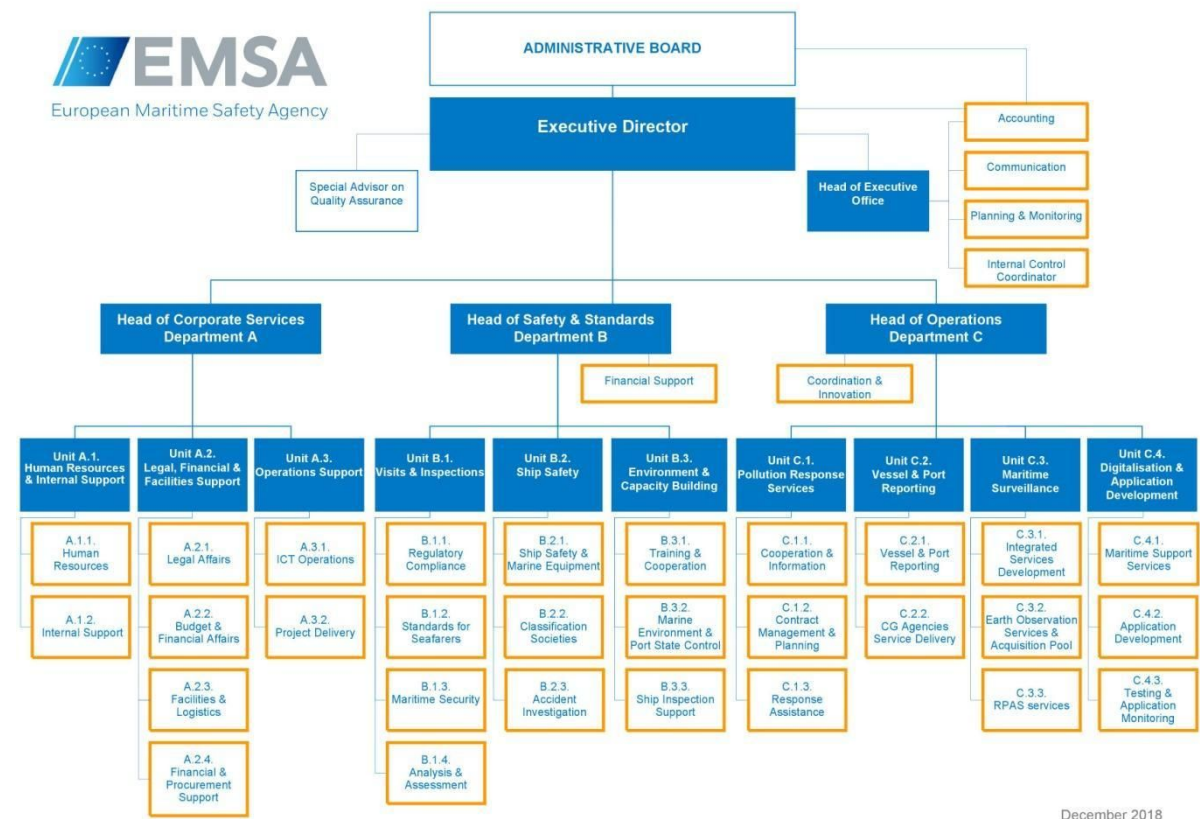 EMSA
European Maritime Safety Agency
ADMINISTRATIVE BOARD
Executive Director
Special Advisor on
Quality Assurance
Head of Executive
Office
Accounting
Communication
Planning & Monitoring
Internal Control
Coordinator
Head of Corporate Services
Department A
Head of Safety & Standards
Department B
Head of Operations
Department C
Financial Support
Coordination &
Innovation
Unit A.1.
Human Resources
& Internal Support
Unit A.2.
Legal, Financial &
Facilities Support
Unit A.3.
Operations Support
Unit B.1.
Visits & Inspections
Unit B.2.
Ship Safety
Unit B.3.
Environment &
Capacity Building
Unit C.1.
Pollution Response
Services
Unit C.2.
Vessel & Port
Reporting
Unit C.3.
Maritime
Surveillance
Unit C.4.
Digitalisation &
Application
Development
A.1.1.
Human
Resources
A.1.2.
Internal Support
A.2.1.
Legal Affairs
A.2.2.
Budget &
Financial Affairs
A.2.3.
Facilities &
Logistics
A.2.4.
Financial &
Procurement
Support
A.3.1.
ICT Operations
A.3.2.
Project Delivery
B.1.1.
Regulatory
Compliance
B.1.2.
Standards for
Seafarers
B.1.3.
Maritime Security
B.1.4.
Analysis &
Assessment
B.2.1.
Ship Safety &
Marine Equipment
B.2.2.
Classification
Societies
B.2.3.
Accident
Investigation
B.3.1.
Training &
Cooperation
B.3.2.
Marine
Environment &
Port State Control
B.3.3.
Ship Inspection
Support
C.1.1.
Cooperation &
Information
C.1.2.
Contract
Management &
Planning
C.1.3.
Response
Assistance
C.2.1.
Vessel & Port
Reporting
C.2.2.
CG Agencies
Service Delivery
C.3.1.
Integrated
Services
Development
C.3.2.
Earth Observation
Services &
Acquisition Pool
C.3.3.
RPAS services
C.4.1.
Maritime Support
Services
C.4.2.
Application
Development
C.4.3.
Testing &
Application
Monitoring
December 2018